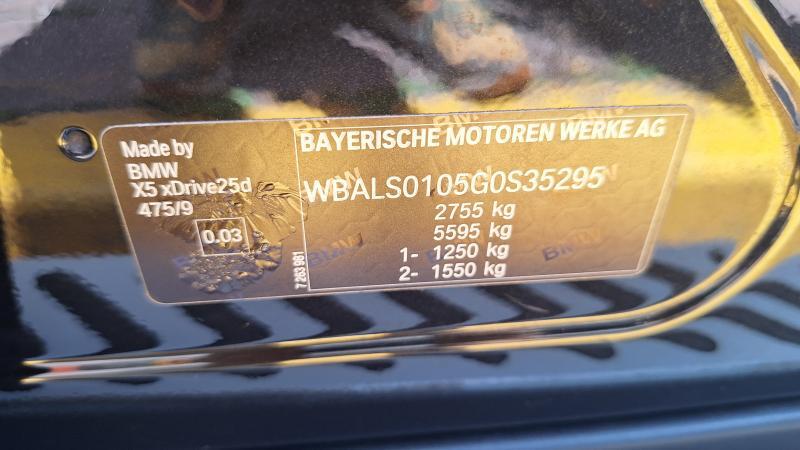 Made by
BMW
X5 xDrive25d
475/9
0.03
7 263 981
BAYERISCHE MOTOREN WERKE AG
WBALS0105G0S35295
2755 kg
5595 kg
1- 1250 kg
2- 1550 kg